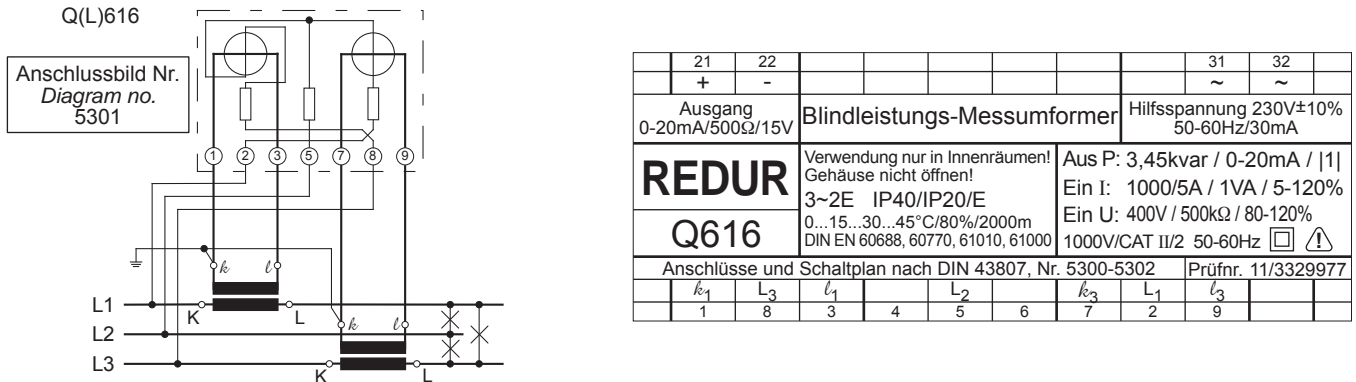 Q(L)616
Anschlussbild Nr.
Diagram no.
5301
1 2 3 5 7 8 9
k l
L1
K L
L2
k l
L3
K L
21 22 31 32
+ - ~ ~
Ausgang
0-20mA/500Ω/15V
Blindleistungs-Messumformer
Hilfsspannung 230V±10%
50-60Hz/30mA
REDUR
Q616
Verwendung nur in Innenräumen!
Gehäuse nicht öffnen!
3~2E IP40/IP20/E
0...15...30...45°C/80%/2000m
DIN EN 60688, 60770, 61010, 61000
Aus P: 3,45kvar / 0-20mA / |1|
Ein I: 1000/5A / 1VA / 5-120%
Ein U: 400V / 500kΩ / 80-120%
1000V/CAT II/2 50-60Hz
Anschlüsse und Schaltplan nach DIN 43807, Nr. 5300-5302
Prüfnr. 11/3329977
k1 L3 l1 L2 k3 L1 l3
1 8 3 4 5 6 7 2 9